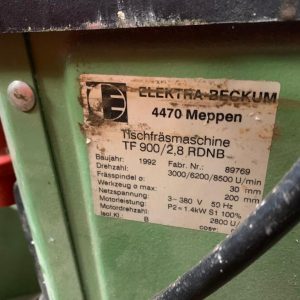 ELEKTRA-BECKUM
4470 Meppen
Tischfräsmaschine
TF 900/2,8 RDNB
Baujahr: 1992 Fabr. Nr.: 89769
Drehzahl: 3000/6200/8500 U/min
Frässpindel ø: 30 mm
Werkzeug ø max: 200 mm
Netzspannung: 3~380 V 50 Hz
Motorleistung: P2=1.4kW S1 100%
Motordrehzahl: 2800 U/
Isol.Kl.: B cosφ: